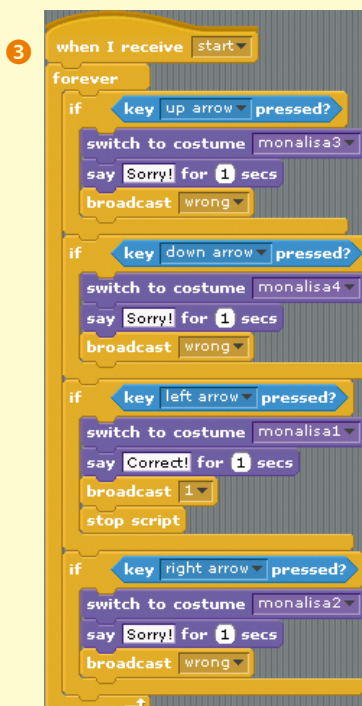 3
when I receive start
forever
if key up arrow pressed?
switch to costume monalisa3
say Sorry! for 1 secs
broadcast wrong
if key down arrow pressed?
switch to costume monalisa4
say Sorry! for 1 secs
broadcast wrong
if key left arrow pressed?
switch to costume monalisa1
say Correct! for 1 secs
broadcast 1
stop script
if key right arrow pressed?
switch to costume monalisa2
say Sorry! for 1 secs
broadcast wrong